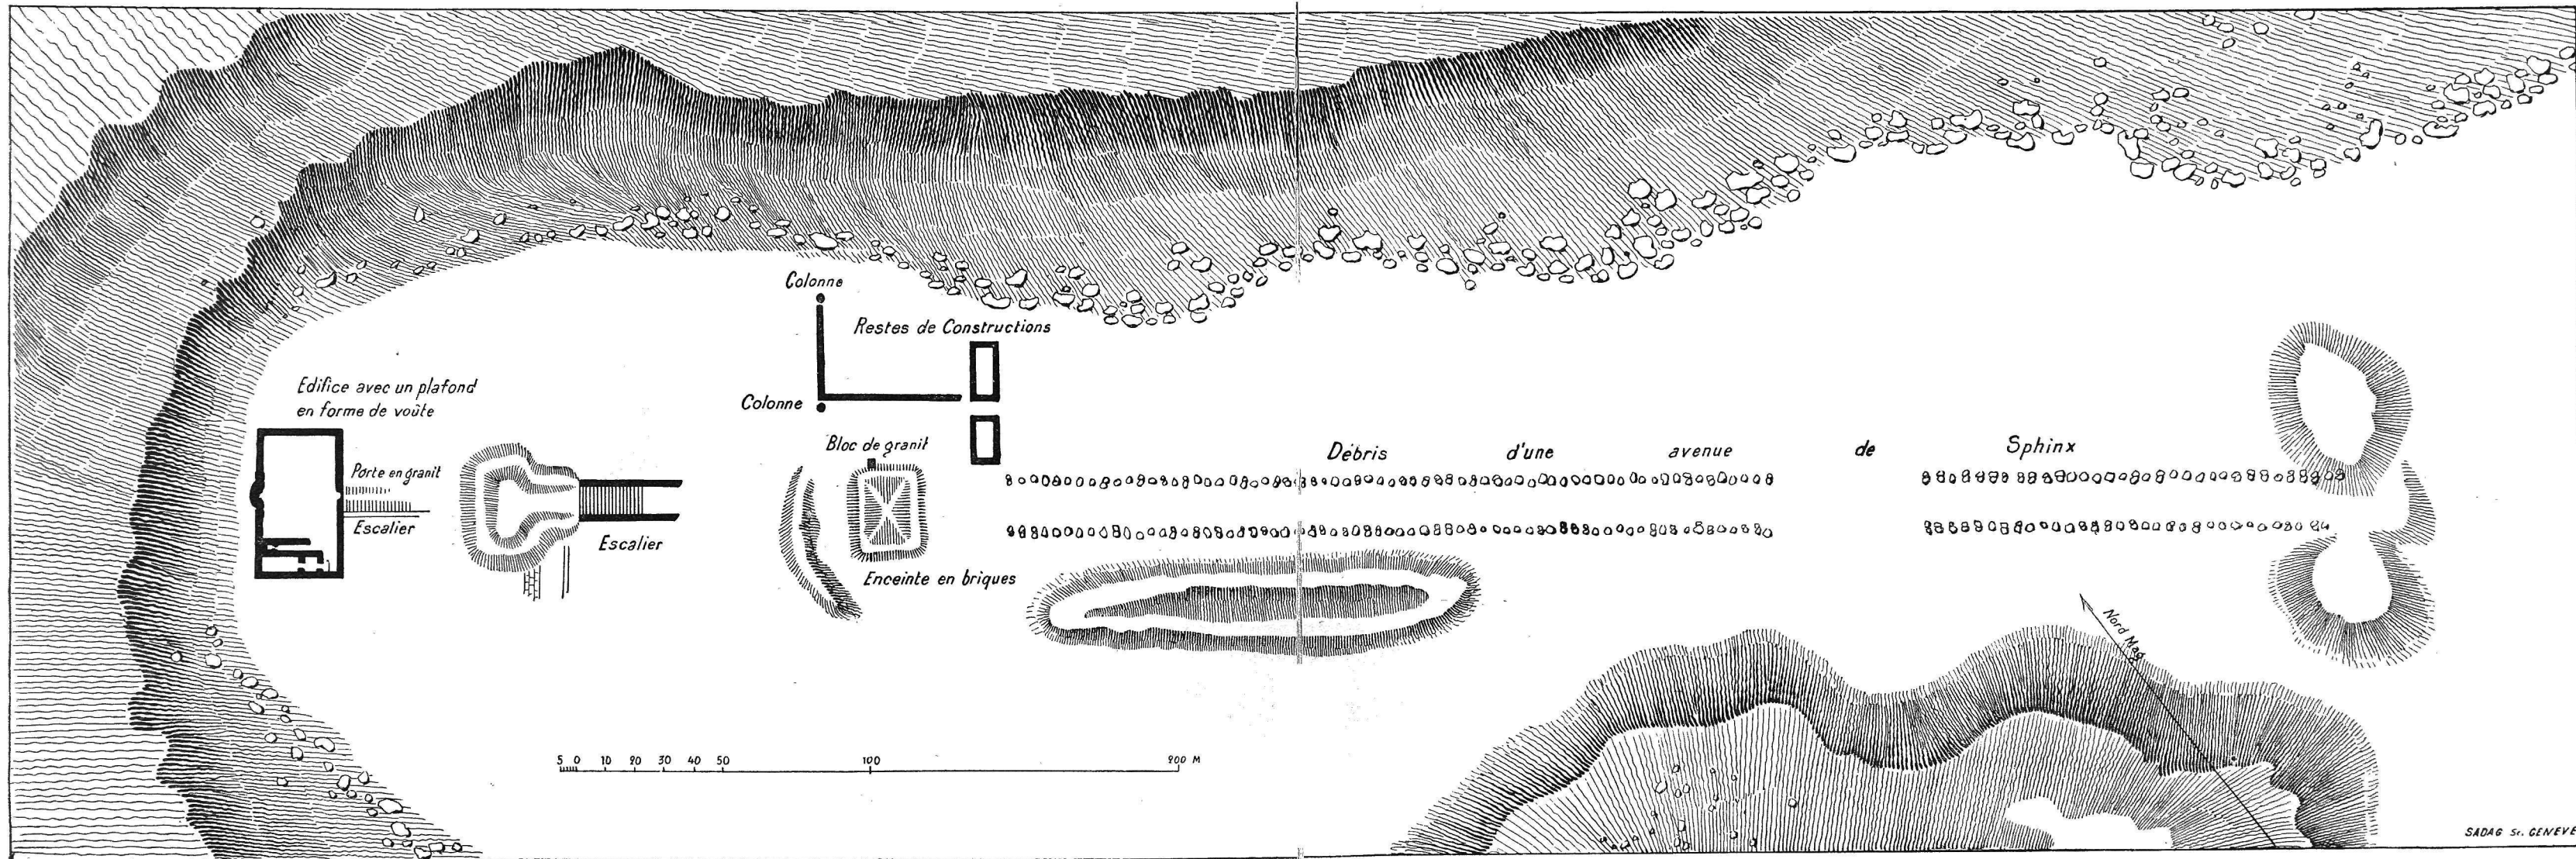 Colonne
Restes de Constructions
Edifice avec un plafond
en forme de voûte
Colonne
Bloc de granit
Débris d'une avenue de Sphinx
Porte en granit
Escalier
Escalier
Enceinte en briques
Nord Mag
5 0 10 20 30 40 50 100 200 M
SADAG Sc. GENEVE